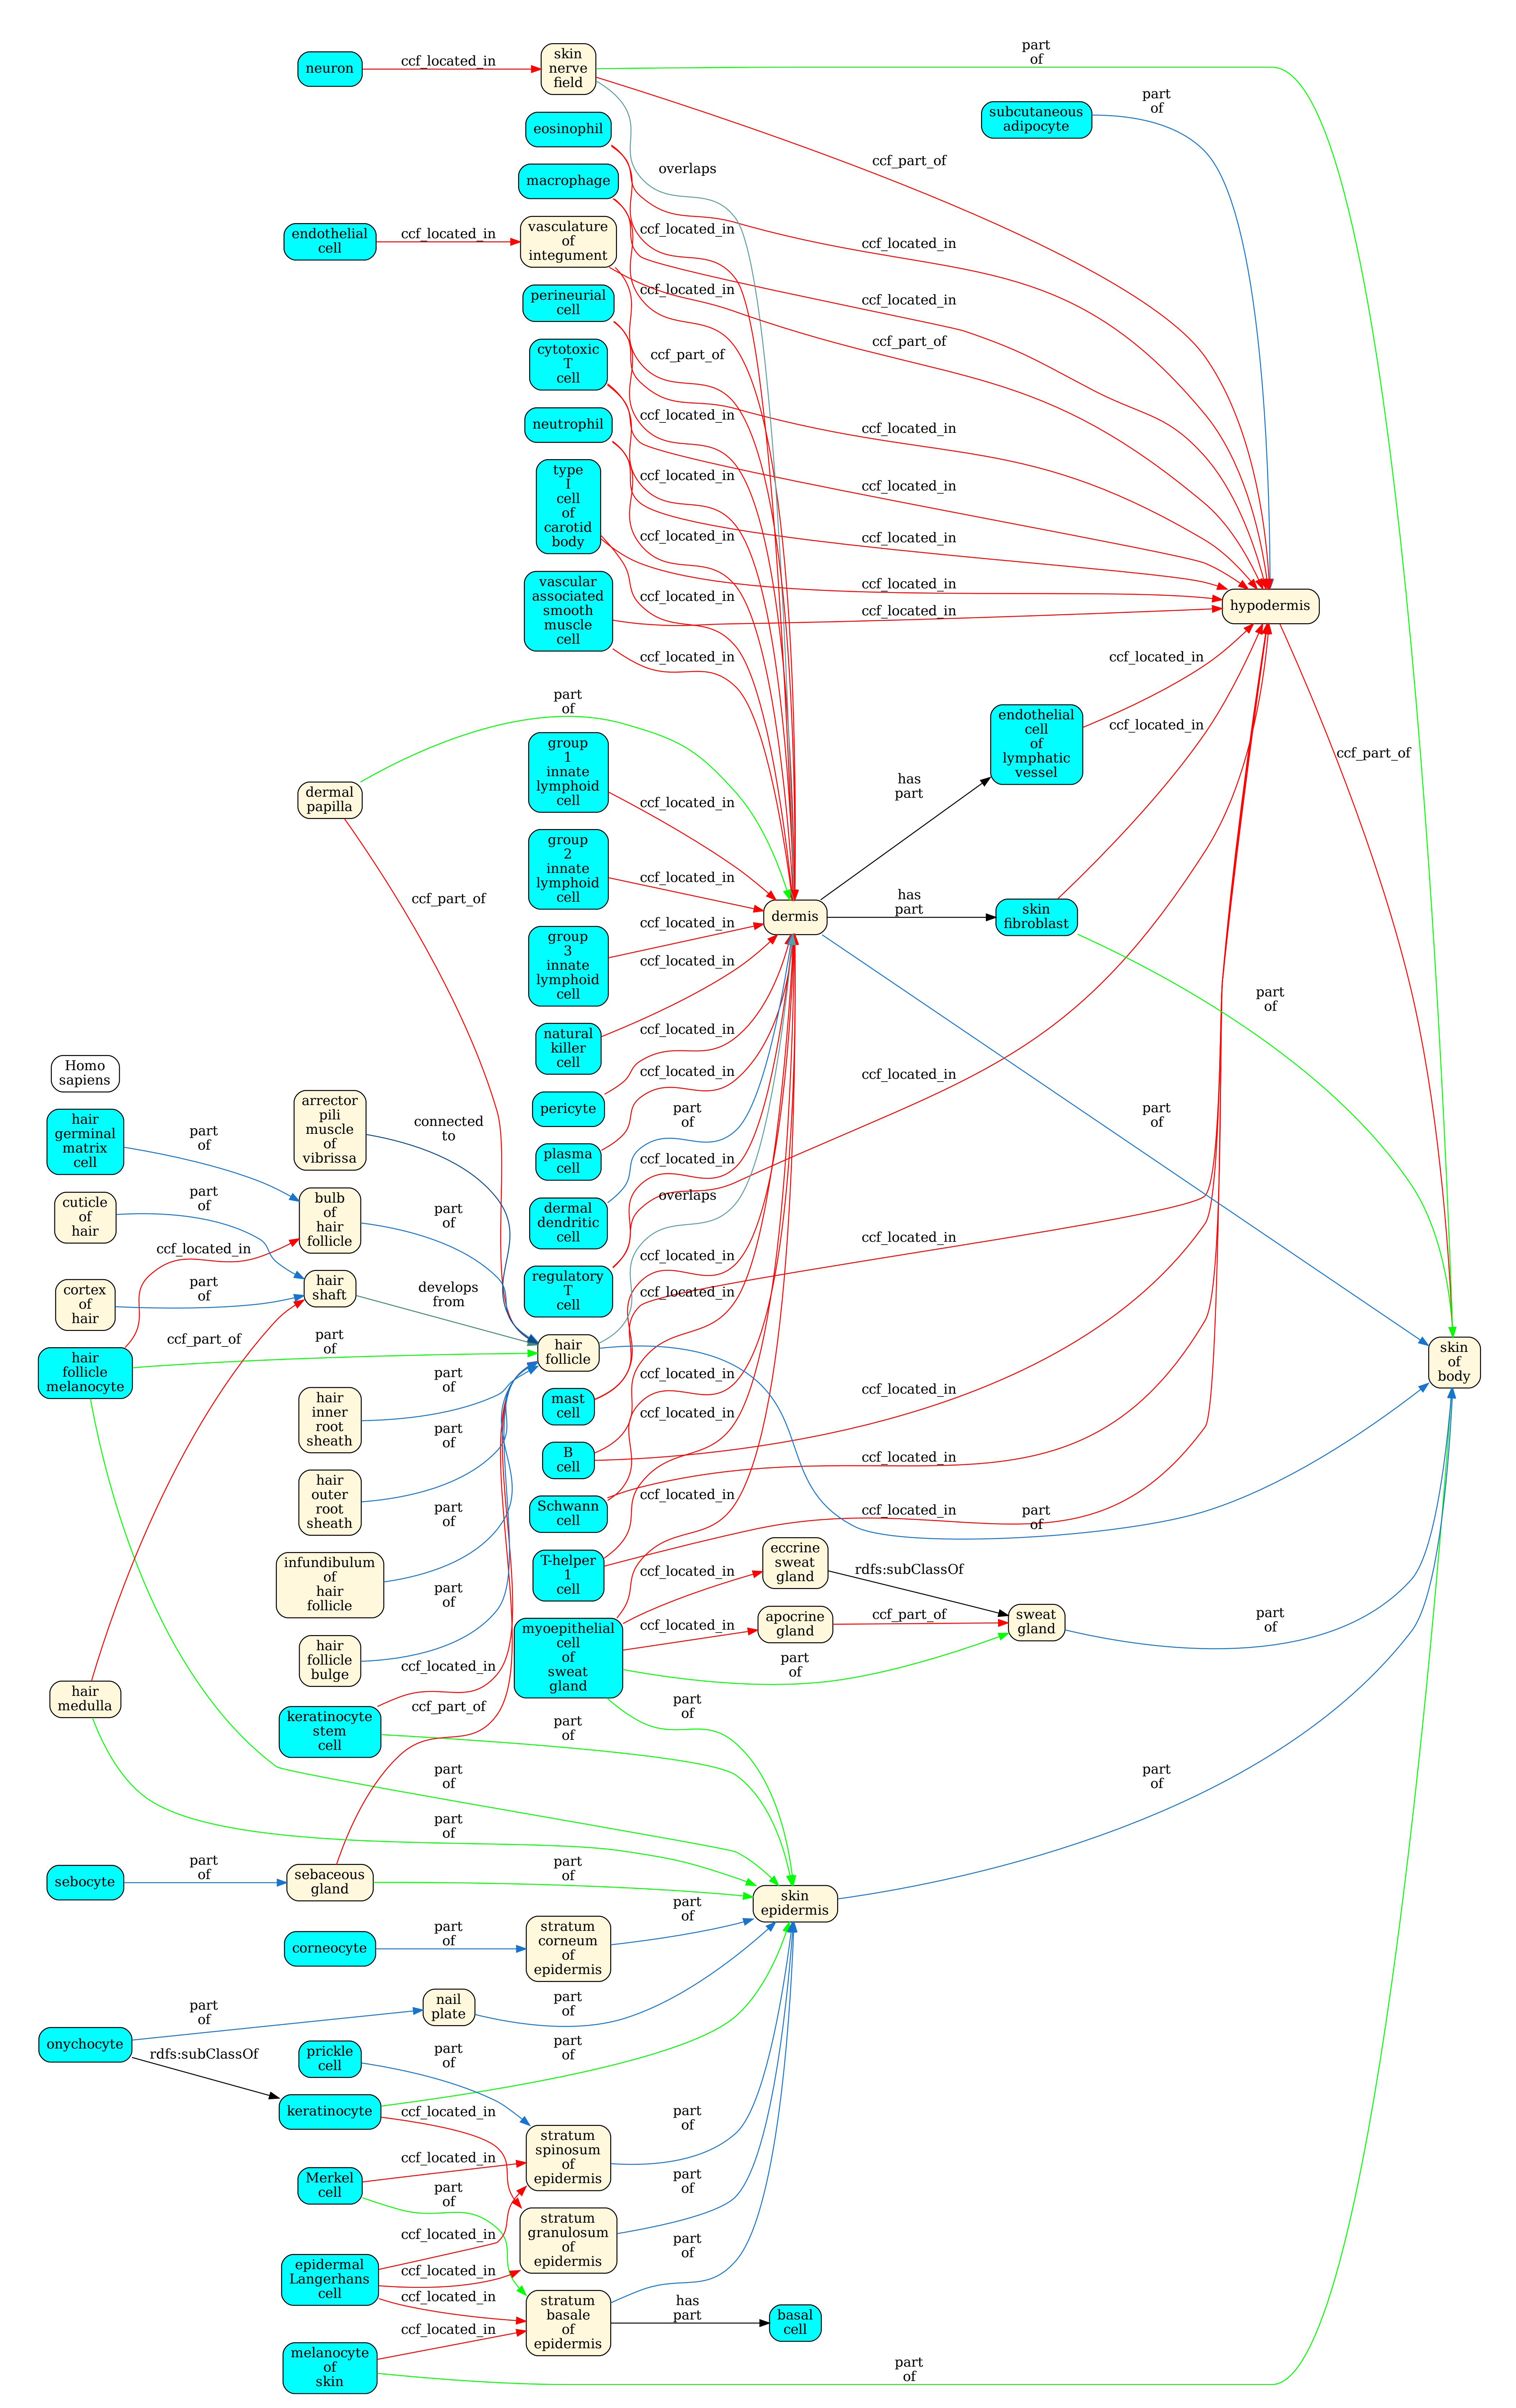 part
of
neuron
ccf_located_in
skin
nerve
field
subcutaneous
adipocyte
part
of
eosinophil
ccf_part_of
overlaps
macrophage
endothelial
cell
ccf_located_in
vasculature
of
integument
ccf_located_in
ccf_located_in
perineurial
cell
ccf_located_in
ccf_located_in
ccf_part_of
cytotoxic
T
cell
ccf_part_of
neutrophil
ccf_located_in
ccf_located_in
type
I
cell
of
carotid
body
ccf_located_in
ccf_located_in
ccf_located_in
ccf_located_in
vascular
associated
smooth
muscle
cell
ccf_located_in
ccf_located_in
ccf_located_in
hypodermis
ccf_located_in
ccf_located_in
part
of
group
1
innate
lymphoid
cell
endothelial
cell
of
lymphatic
vessel
ccf_located_in
ccf_part_of
dermal
papilla
ccf_located_in
has
part
group
2
innate
lymphoid
cell
ccf_located_in
ccf_part_of
has
part
dermis
skin
fibroblast
group
3
innate
lymphoid
cell
ccf_located_in
ccf_located_in
part
of
natural
killer
cell
ccf_located_in
Homo
sapiens
ccf_located_in
ccf_located_in
pericyte
arrector
pili
muscle
of
vibrissa
connected
to
part
of
part
of
hair
germinal
matrix
cell
part
of
plasma
cell
ccf_located_in
cuticle
of
hair
part
of
bulb
of
hair
follicle
part
of
dermal
dendritic
cell
overlaps
ccf_located_in
ccf_located_in
ccf_located_in
cortex
of
hair
part
of
hair
shaft
develops
from
regulatory
T
cell
ccf_located_in
ccf_part_of
part
of
hair
follicle
skin
of
body
hair
follicle
melanocyte
hair
inner
root
sheath
part
of
mast
cell
ccf_located_in
ccf_located_in
ccf_located_in
part
of
B
cell
ccf_located_in
hair
outer
root
sheath
part
of
Schwann
cell
ccf_located_in
ccf_located_in
part
of
infundibulum
of
hair
follicle
part
of
T-helper
1
cell
ccf_located_in
eccrine
sweat
gland
rdfs:subClassOf
hair
follicle
bulge
ccf_located_in
myoepithelial
cell
of
sweat
gland
ccf_located_in
apocrine
gland
ccf_part_of
sweat
gland
part
of
part
of
hair
medulla
keratinocyte
stem
cell
ccf_part_of
part
of
part
of
part
of
part
of
part
of
sebocyte
part
of
sebaceous
gland
part
of
skin
epidermis
part
of
corneocyte
part
of
stratum
corneum
of
epidermis
part
of
nail
plate
part
of
onychocyte
rdfs:subClassOf
prickle
cell
part
of
part
of
keratinocyte
ccf_located_in
stratum
spinosum
of
epidermis
part
of
Merkel
cell
ccf_located_in
part
of
stratum
granulosum
of
epidermis
part
of
epidermal
Langerhans
cell
ccf_located_in
ccf_located_in
ccf_located_in
part
of
stratum
basale
of
epidermis
has
part
basal
cell
melanocyte
of
skin
ccf_located_in
part
of